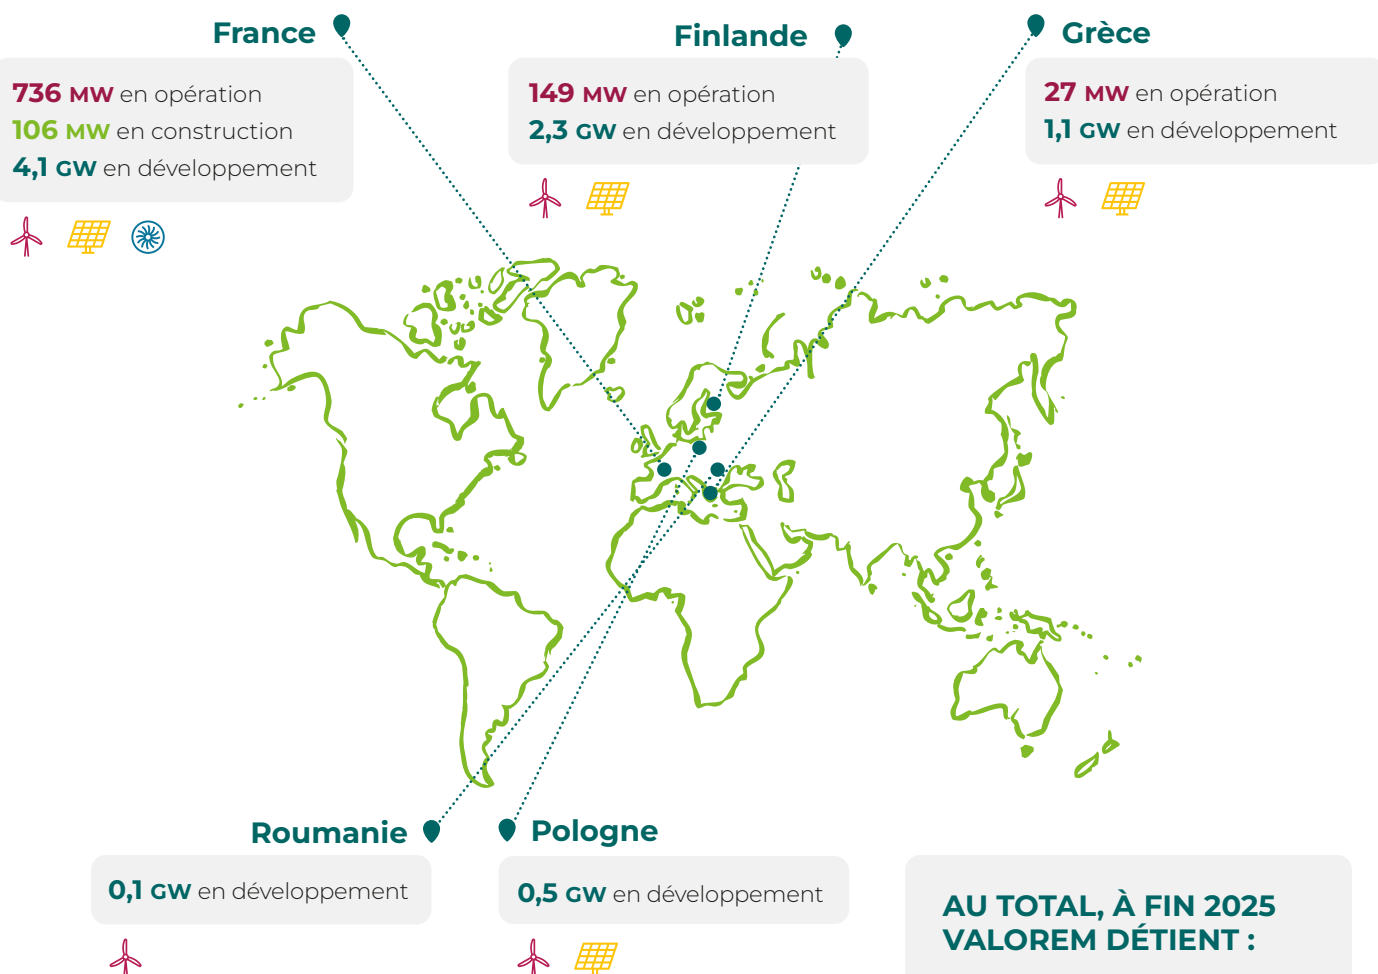 France
736 MW en opération
106 MW en construction
4,1 GW en développement
Finlande
149 MW en opération
2,3 GW en développement
Grèce
27 MW en opération
1,1 GW en développement
Roumanie
0,1 GW en développement
Pologne
0,5 GW en développement
AU TOTAL, À FIN 2025
VALOREM DÉTIENT :